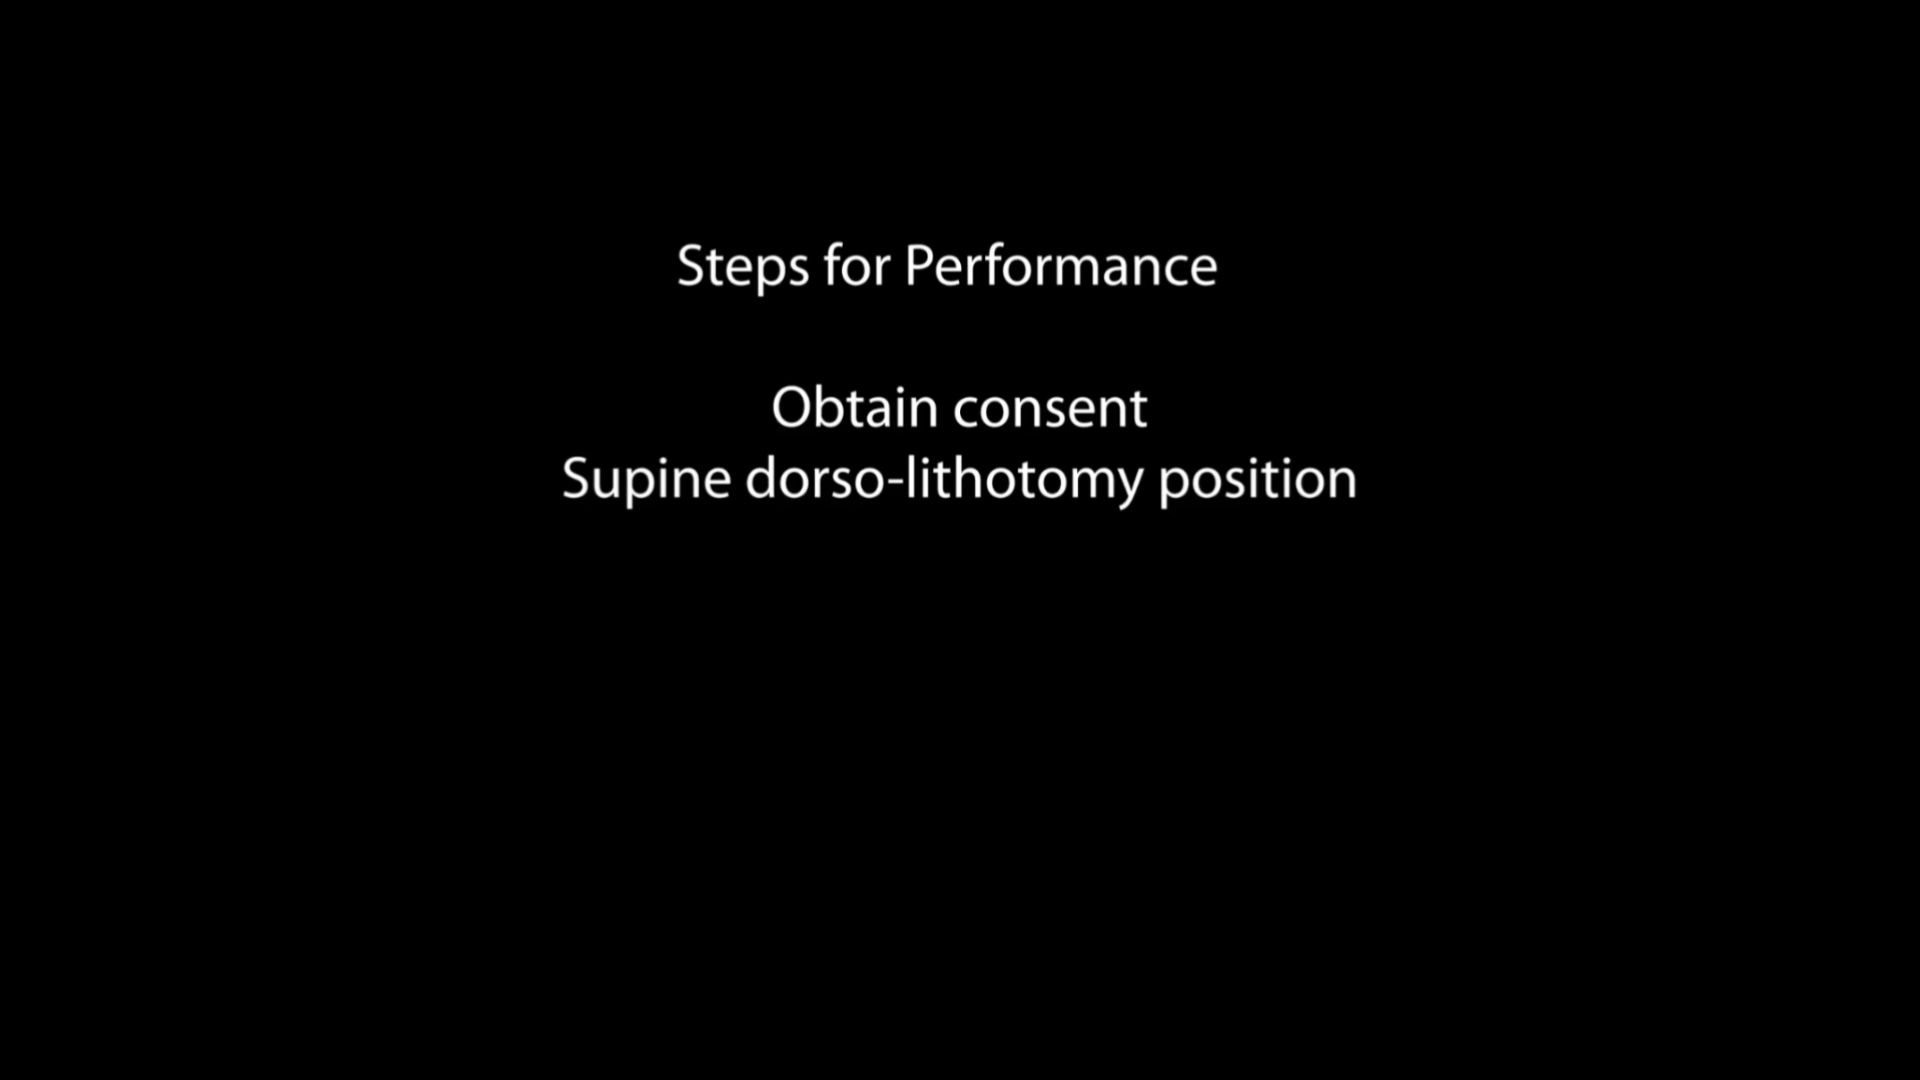 Steps for Performance
Obtain consent
Supine dorso-lithotomy position